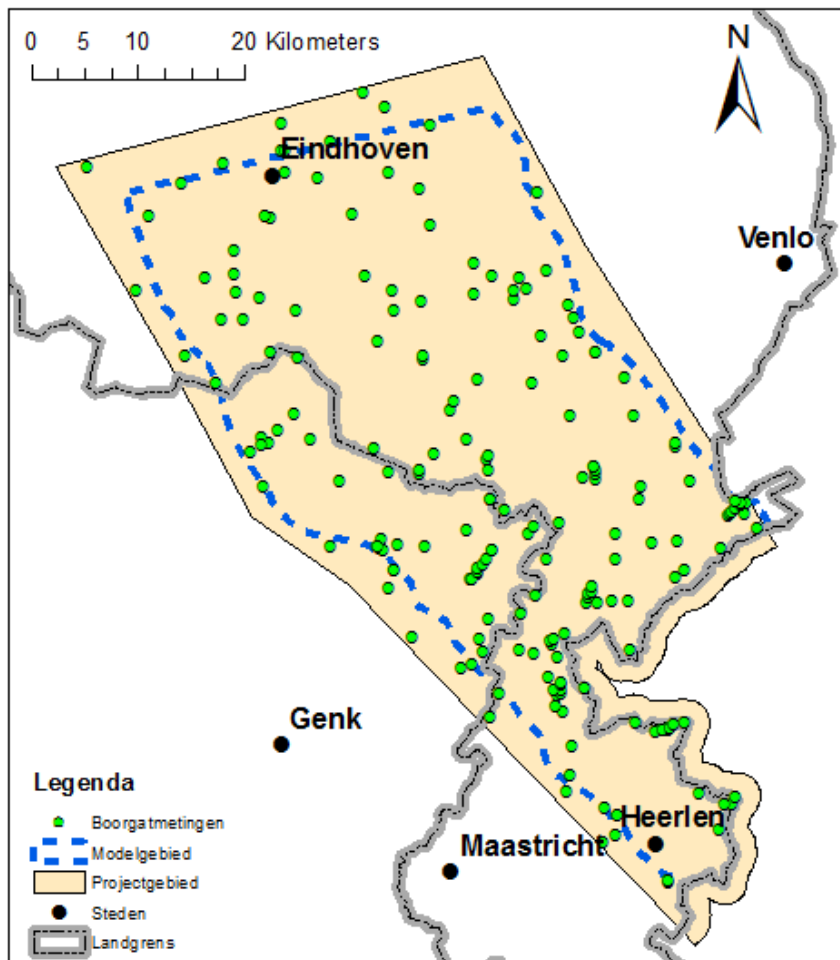 0 5 10 20 Kilometers
N
Eindhoven
Venlo
Genk
Heerlen
Maastricht
Legenda
Boorgatmetingen
Modelgebied
Projectgebied
Steden
Landgrens